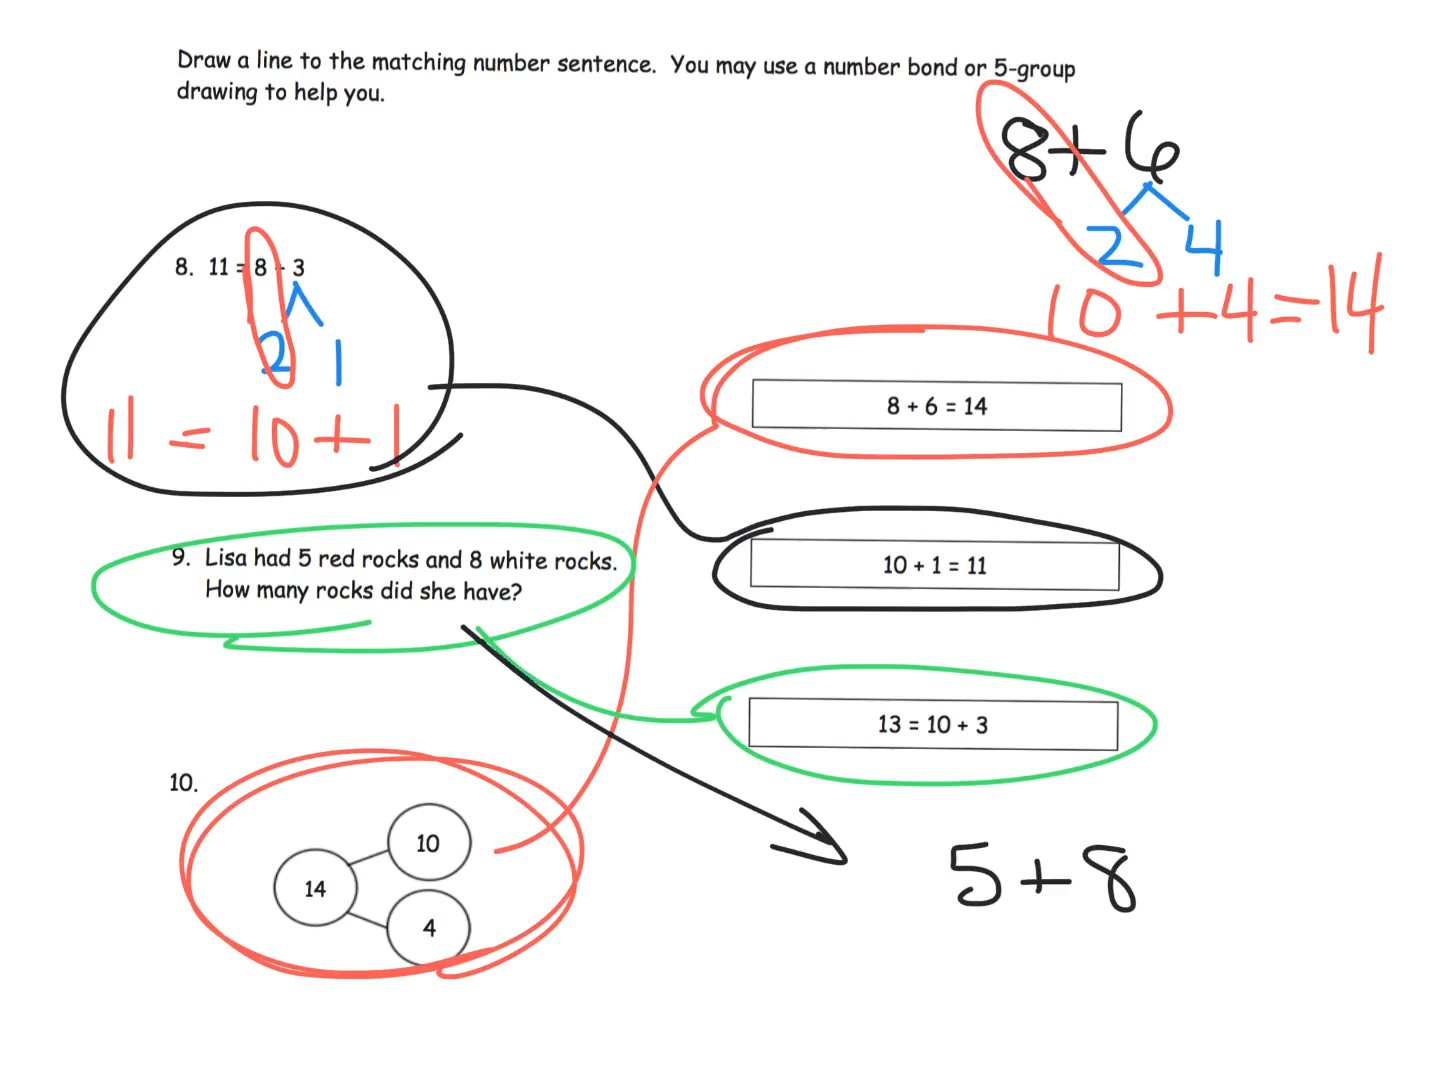 Draw a line to the matching number sentence. You may use a number bond or 5-group
drawing to help you.
8 + 6
2 4
10 + 4 = 14
8. 11 = 8 + 3
2 1
11 = 10 + 1
8 + 6 = 14
9. Lisa had 5 red rocks and 8 white rocks.
How many rocks did she have?
10 + 1 = 11
13 = 10 + 3
10.
10
14
4
5 + 8